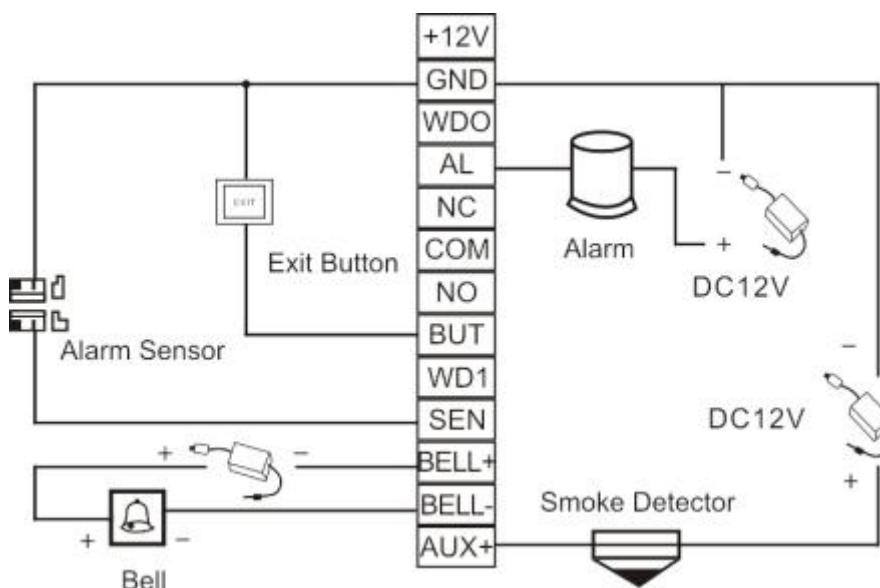 +12V
GND
WDO
AL
NC
COM
NO
BUT
WD1
SEN
BELL+
BELL-
AUX+
EXIT
Exit Button
Alarm Sensor
+ −
+ −
Bell
Alarm
−
+
DC12V
−
DC12V
+
Smoke Detector